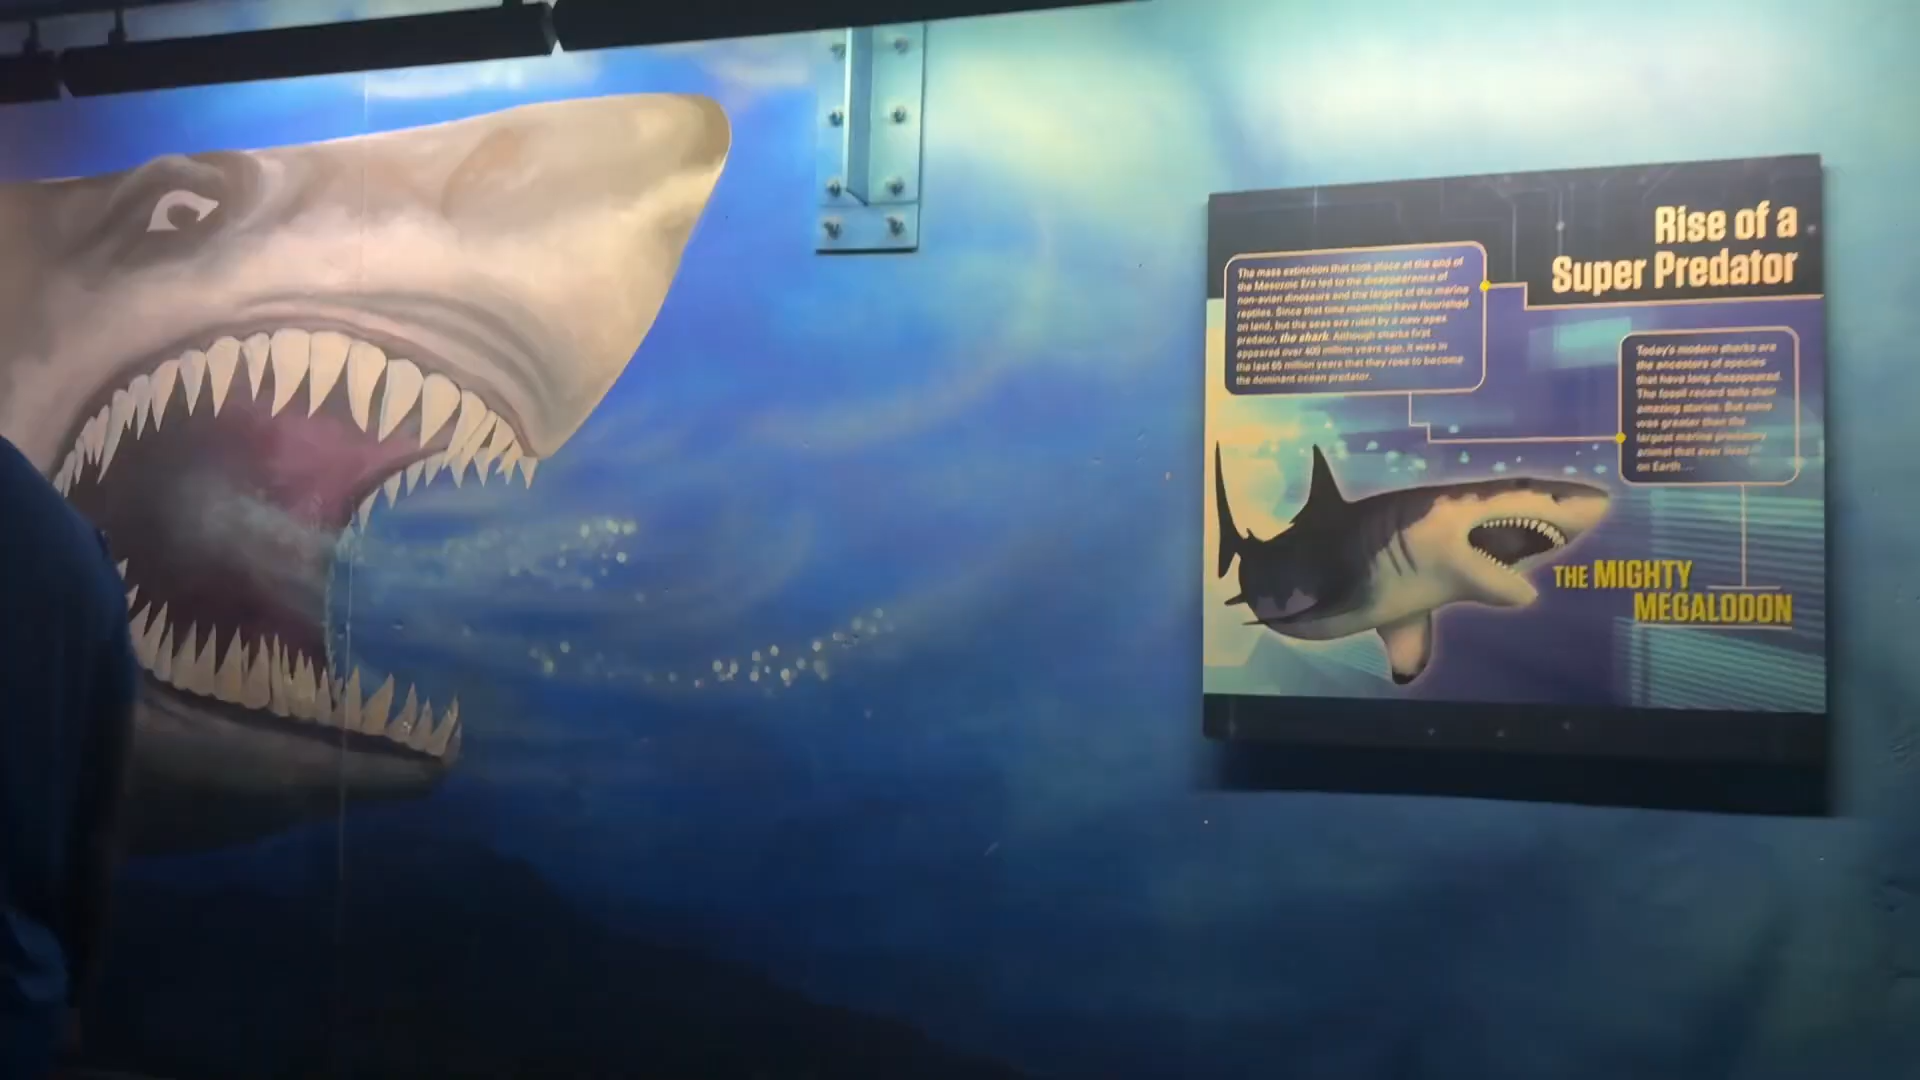 Rise of a
Super Predator
The mass extinction that took place at the end of
the Mesozoic Era led to the disappearance of
non-avian dinosaurs and the largest of the marine
reptiles. Since that time mammals have flourished
on land, but the seas are ruled by a new apex
predator, the shark. Although sharks first
appeared over 400 million years ago, it was in
the last 65 million years that they rose to become
the dominant ocean predator.
Today's modern sharks are
the ancestors of species
that have long disappeared.
The fossil record tells their
amazing stories. But none
was greater than the
largest marine predatory
animal that ever lived
on Earth...
THE MIGHTY
MEGALODON